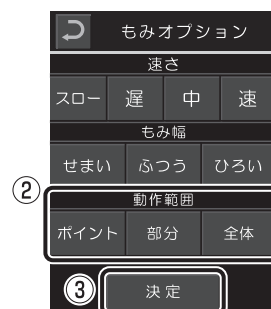 もみオプション
速さ
スロー 遅 中 速
もみ幅
せまい ふつう ひろい
② 動作範囲
ポイント 部分 全体
③ 決定